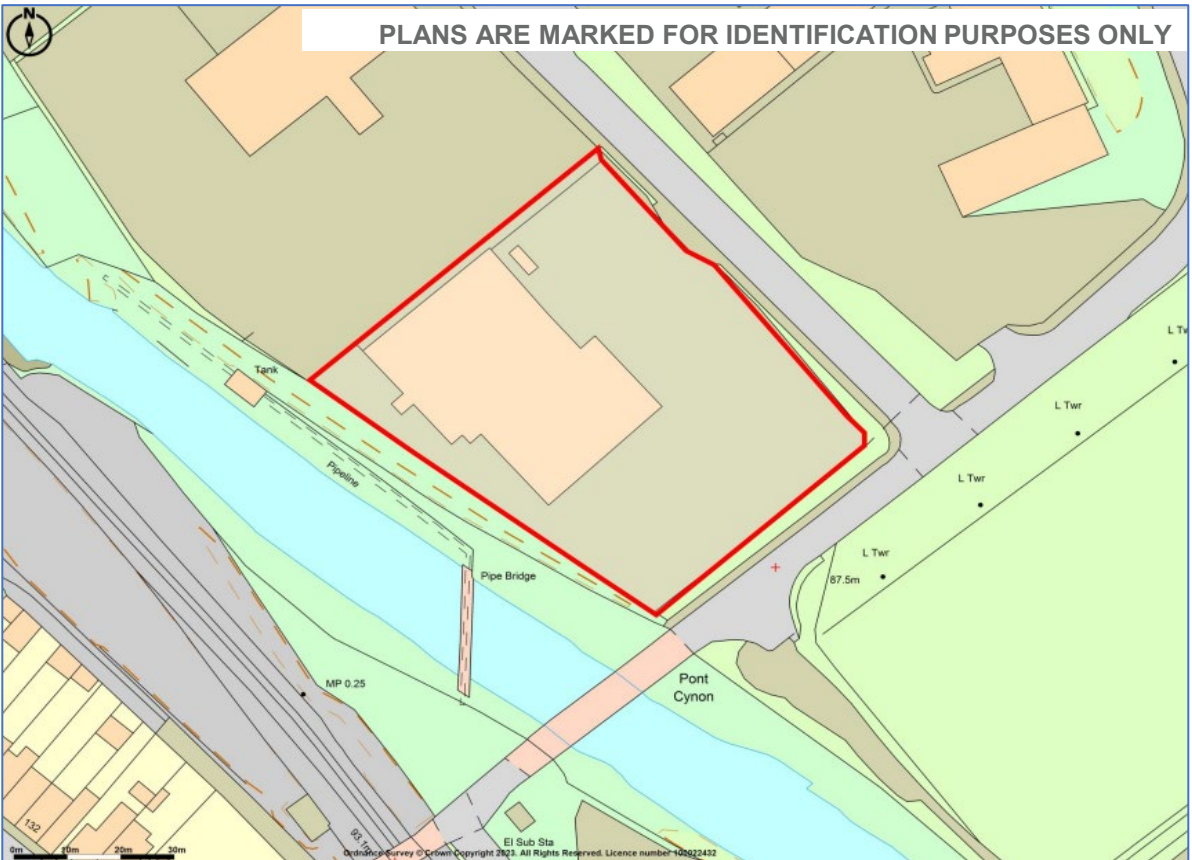 N
PLANS ARE MARKED FOR IDENTIFICATION PURPOSES ONLY
L Tw
Tank
L Twr
Pipeline
L Twr
L Twr
Pipe Bridge
87.5m
MP 0.25
Pont
Cynon
132
El Sub Sta
0m 10m 20m 30m
Ordnance Survey © Crown Copyright 2023. All Rights Reserved. Licence number 100022432